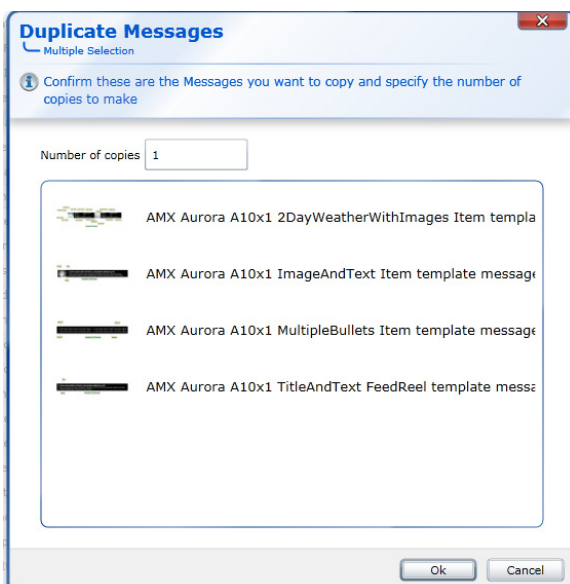 Duplicate Messages
Multiple Selection
Confirm these are the Messages you want to copy and specify the number of
copies to make
Number of copies 1
AMX Aurora A10x1 2DayWeatherWithImages Item templa
AMX Aurora A10x1 ImageAndText Item template message
AMX Aurora A10x1 MultipleBullets Item template message
AMX Aurora A10x1 TitleAndText FeedReel template messa
Ok Cancel